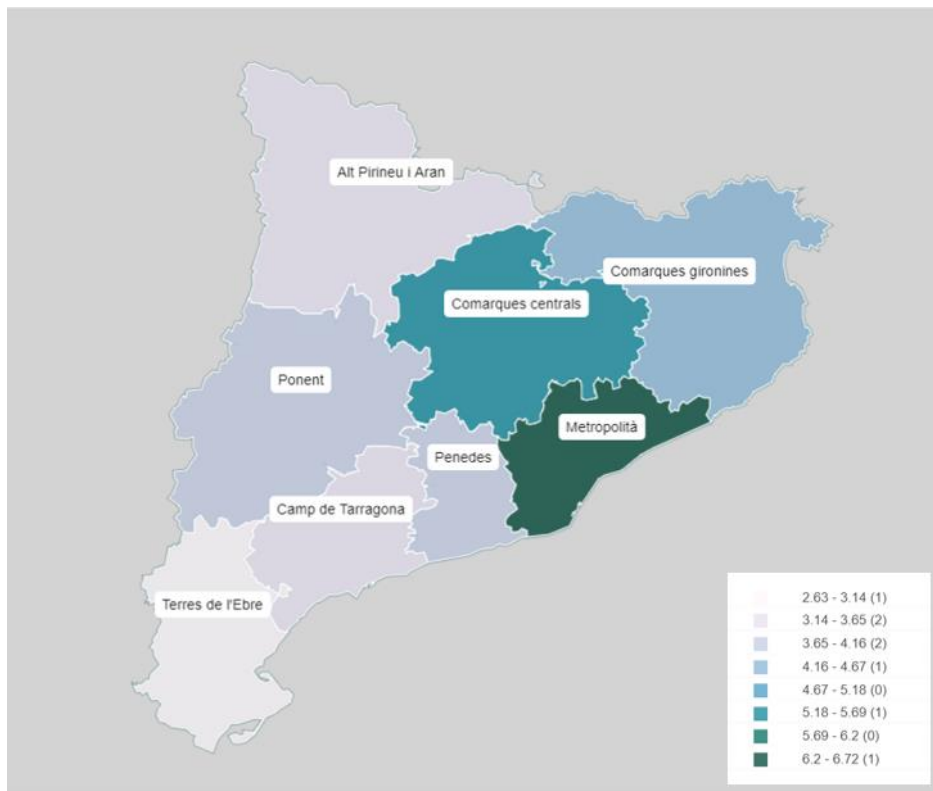 Alt Pirineu i Aran
Comarques gironines
Comarques centrals
Ponent
Metropolità
Penedes
Camp de Tarragona
Terres de l'Ebre
2.63 - 3.14 (1)
3.14 - 3.65 (2)
3.65 - 4.16 (2)
4.16 - 4.67 (1)
4.67 - 5.18 (0)
5.18 - 5.69 (1)
5.69 - 6.2 (0)
6.2 - 6.72 (1)